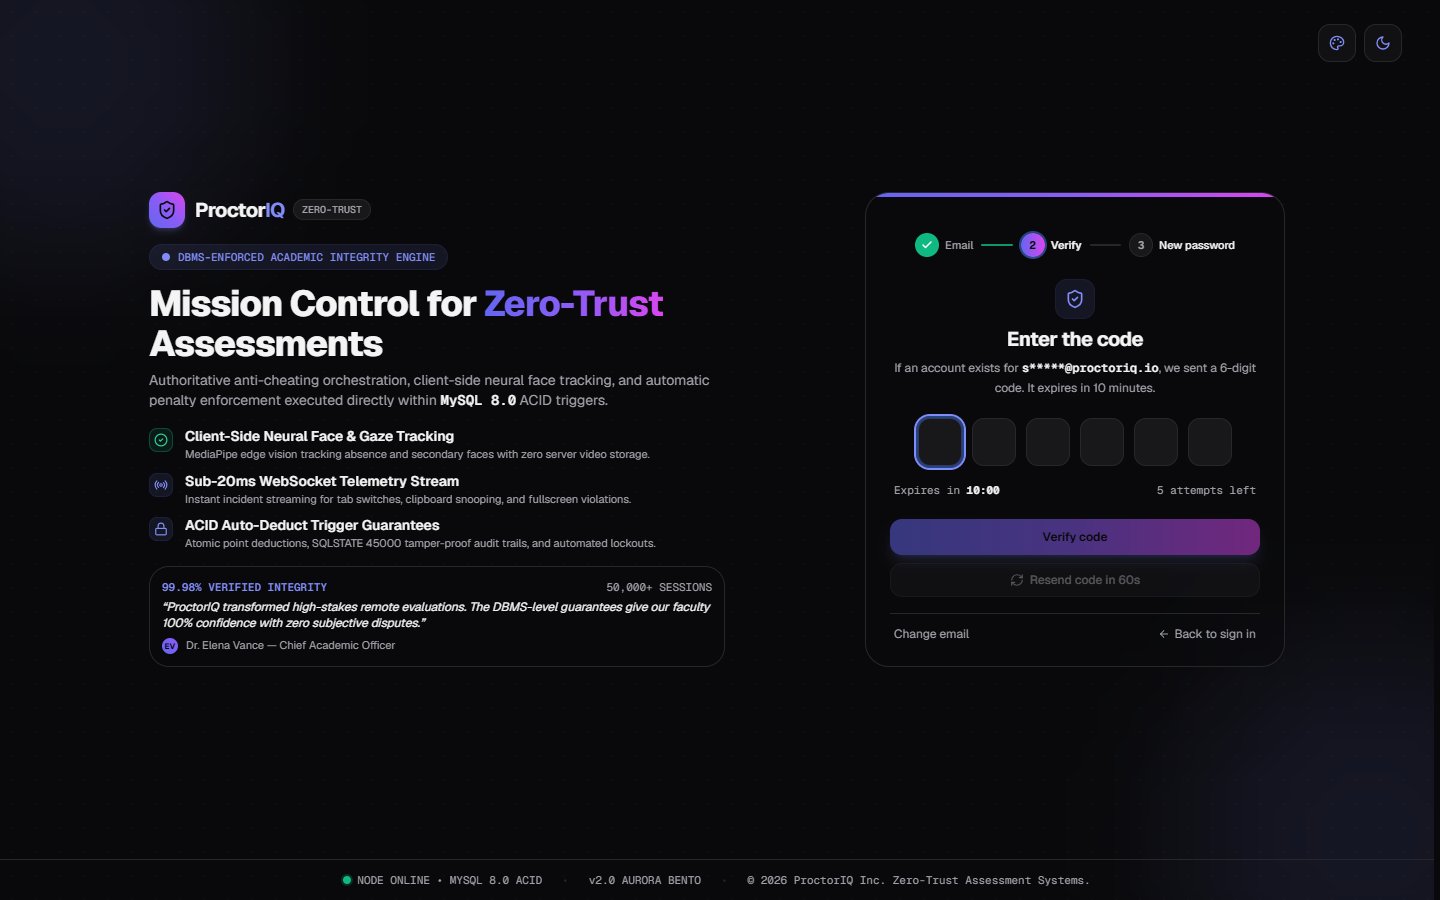 ProctorIQ ZERO-TRUST
DBMS-ENFORCED ACADEMIC INTEGRITY ENGINE
Mission Control for Zero-Trust
Assessments
Authoritative anti-cheating orchestration, client-side neural face tracking, and automatic
penalty enforcement executed directly within MySQL 8.0 ACID triggers.
Client-Side Neural Face & Gaze Tracking
MediaPipe edge vision tracking absence and secondary faces with zero server video storage.
Sub-20ms WebSocket Telemetry Stream
Instant incident streaming for tab switches, clipboard snooping, and fullscreen violations.
ACID Auto-Deduct Trigger Guarantees
Atomic point deductions, SQLSTATE 45000 tamper-proof audit trails, and automated lockouts.
99.98% VERIFIED INTEGRITY 50,000+ SESSIONS
“ProctorIQ transformed high-stakes remote evaluations. The DBMS-level guarantees give our faculty
100% confidence with zero subjective disputes.”
EV Dr. Elena Vance — Chief Academic Officer
Email 2 Verify 3 New password
Enter the code
If an account exists for s*****@proctoriq.io, we sent a 6-digit
code. It expires in 10 minutes.
Expires in 10:00 5 attempts left
Verify code
Resend code in 60s
Change email ← Back to sign in
NODE ONLINE • MYSQL 8.0 ACID · v2.0 AURORA BENTO · © 2026 ProctorIQ Inc. Zero-Trust Assessment Systems.